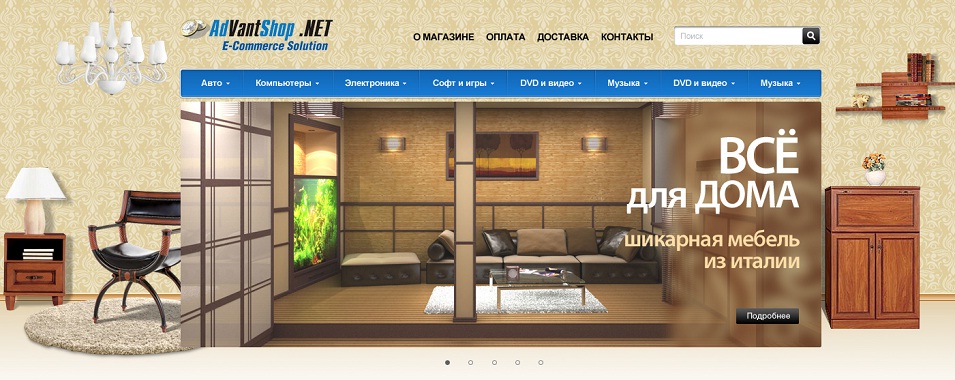 AdVantShop .NET
E-Commerce Solution
О МАГАЗИНЕ ОПЛАТА ДОСТАВКА КОНТАКТЫ
Поиск
Авто Компьютеры Электроника Софт и игры DVD и видео Музыка DVD и видео Музыка
ВСЁ
для ДОМА
шикарная мебель
из италии
Подробнее